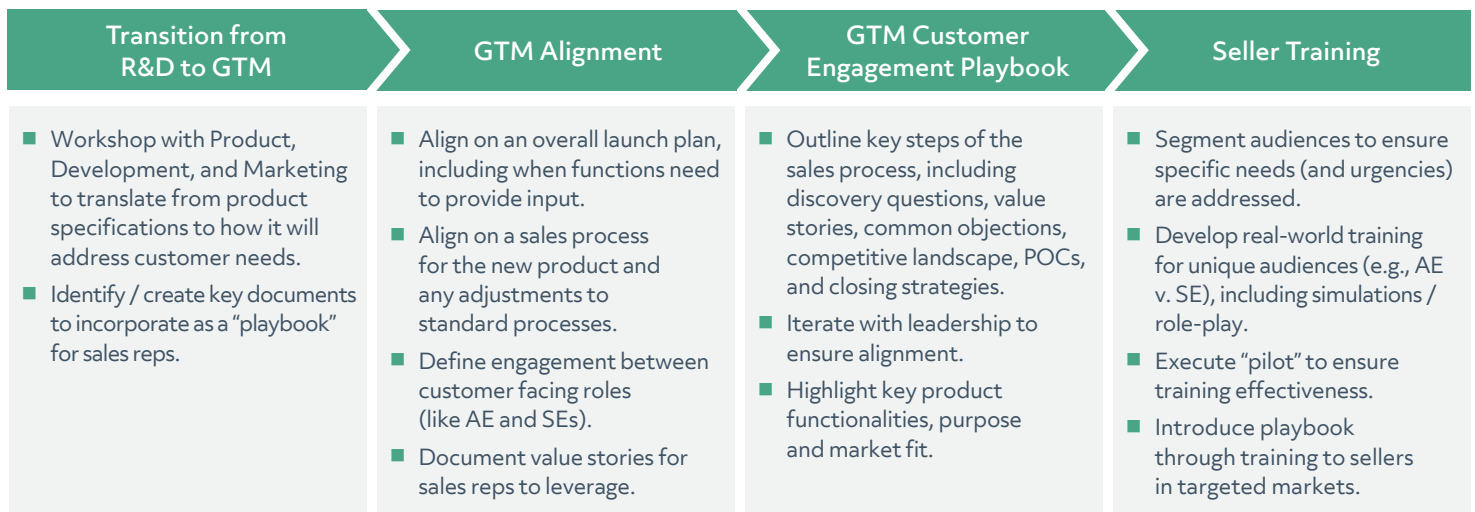 Transition from
R&D to GTM
GTM Alignment
GTM Customer
Engagement Playbook
Seller Training
Workshop with Product,
Development, and Marketing
to translate from product
specifications to how it will
address customer needs.
Identify / create key documents
to incorporate as a “playbook”
for sales reps.
Align on an overall launch plan,
including when functions need
to provide input.
Align on a sales process
for the new product and
any adjustments to
standard processes.
Define engagement between
customer facing roles
(like AE and SEs).
Document value stories for
sales reps to leverage.
Outline key steps of the
sales process, including
discovery questions, value
stories, common objections,
competitive landscape, POCs,
and closing strategies.
Iterate with leadership to
ensure alignment.
Highlight key product
functionalities, purpose
and market fit.
Segment audiences to ensure
specific needs (and urgencies)
are addressed.
Develop real-world training
for unique audiences (e.g., AE
v. SE), including simulations /
role-play.
Execute “pilot” to ensure
training effectiveness.
Introduce playbook
through training to sellers
in targeted markets.